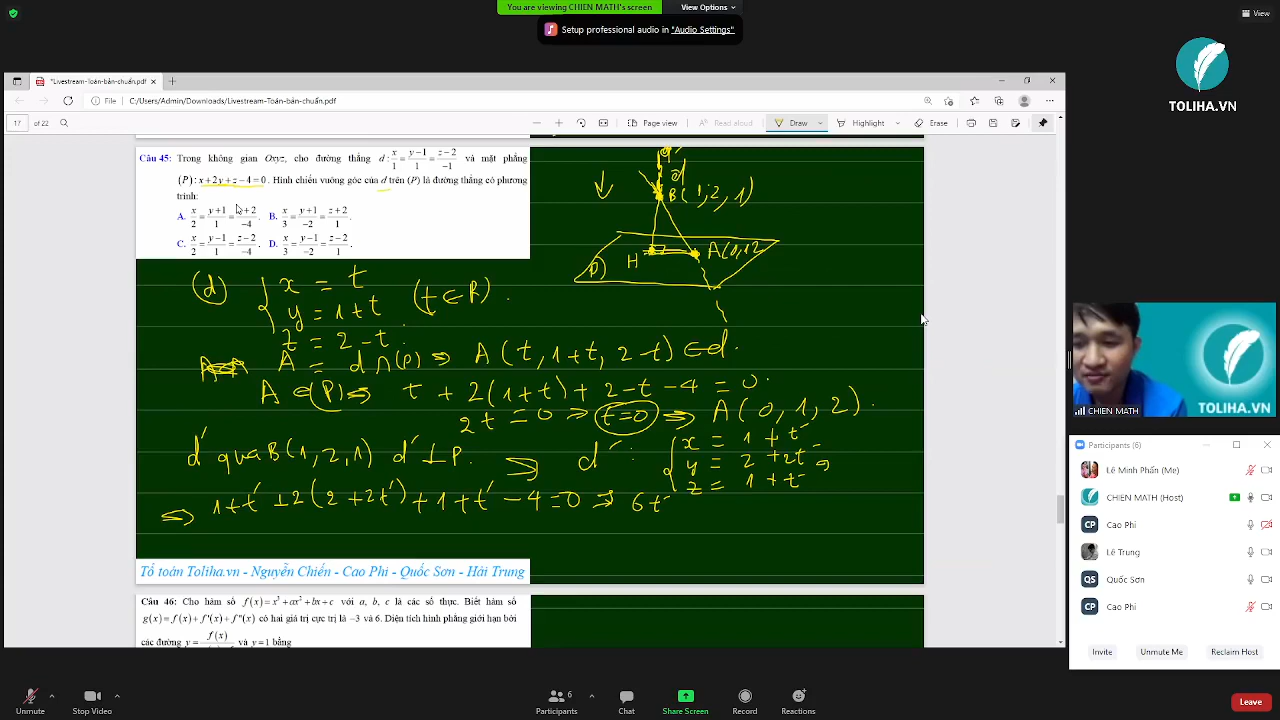 You are viewing CHIEN MATH's screen
View Options
View
Setup professional audio in "Audio Settings"
TOLIHA.VN
*Livestream-Toán-bản-chuẩn.pdf
File
C:/Users/Admin/Downloads/Livestream-Toán-bản-chuẩn.pdf
17 of 22
Page view
Read aloud
Draw
Highlight
Erase
Câu 45: Trong không gian Oxyz, cho đường thẳng d: x/1 = (y−1)/1 = (z−2)/−1 và mặt phẳng
(P): x+2y+z−4=0. Hình chiếu vuông góc của d trên (P) là đường thẳng có phương
trình:
A. x/2 = (y+1)/1 = (z+2)/−4. B. x/3 = (y+1)/−2 = (z+2)/1.
C. x/2 = (y−1)/1 = (z−2)/−4. D. x/3 = (y−1)/−2 = (z−2)/1.
d' d
B(1;2,1)
H A(0,1,2
(P)
(d) { x = t
y = 1+t (t ∈ R).
z = 2−t.
A = d ∩ (P) ⇒ A(t, 1+t, 2−t) ∈ d.
A ∈ (P) ⇒ t + 2(1+t) + 2−t −4 = 0.
2t = 0 ⇒ t=0 ⇒ A(0,1,2).
d' qua B(1,2,1) d' ⊥ P. ⇒ d': { x = 1+t'
y = 2+2t'
z = 1+t'
⇒ 1+t' +2(2+2t') + 1+t' −4=0 ⇒ 6t'
Tổ toán Toliha.vn - Nguyễn Chiến - Cao Phi - Quốc Sơn - Hải Trung
Câu 46: Cho hàm số f(x)=x³+ax²+bx+c với a, b, c là các số thực. Biết hàm số
g(x)=f(x)+f'(x)+f''(x) có hai giá trị cực trị là −3 và 6. Diện tích hình phẳng giới hạn bởi
các đường y= f(x) và y=1 bằng
CHIEN MATH
TOLIHA.VN
Participants (6)
Lê Minh Phấn (Me)
CHIEN MATH (Host)
CP Cao Phi
Lê Trung
QS Quốc Sơn
CP Cao Phi
Invite
Unmute Me
Reclaim Host
Unmute
Stop Video
6
Participants
Chat
Share Screen
Record
Reactions
Leave